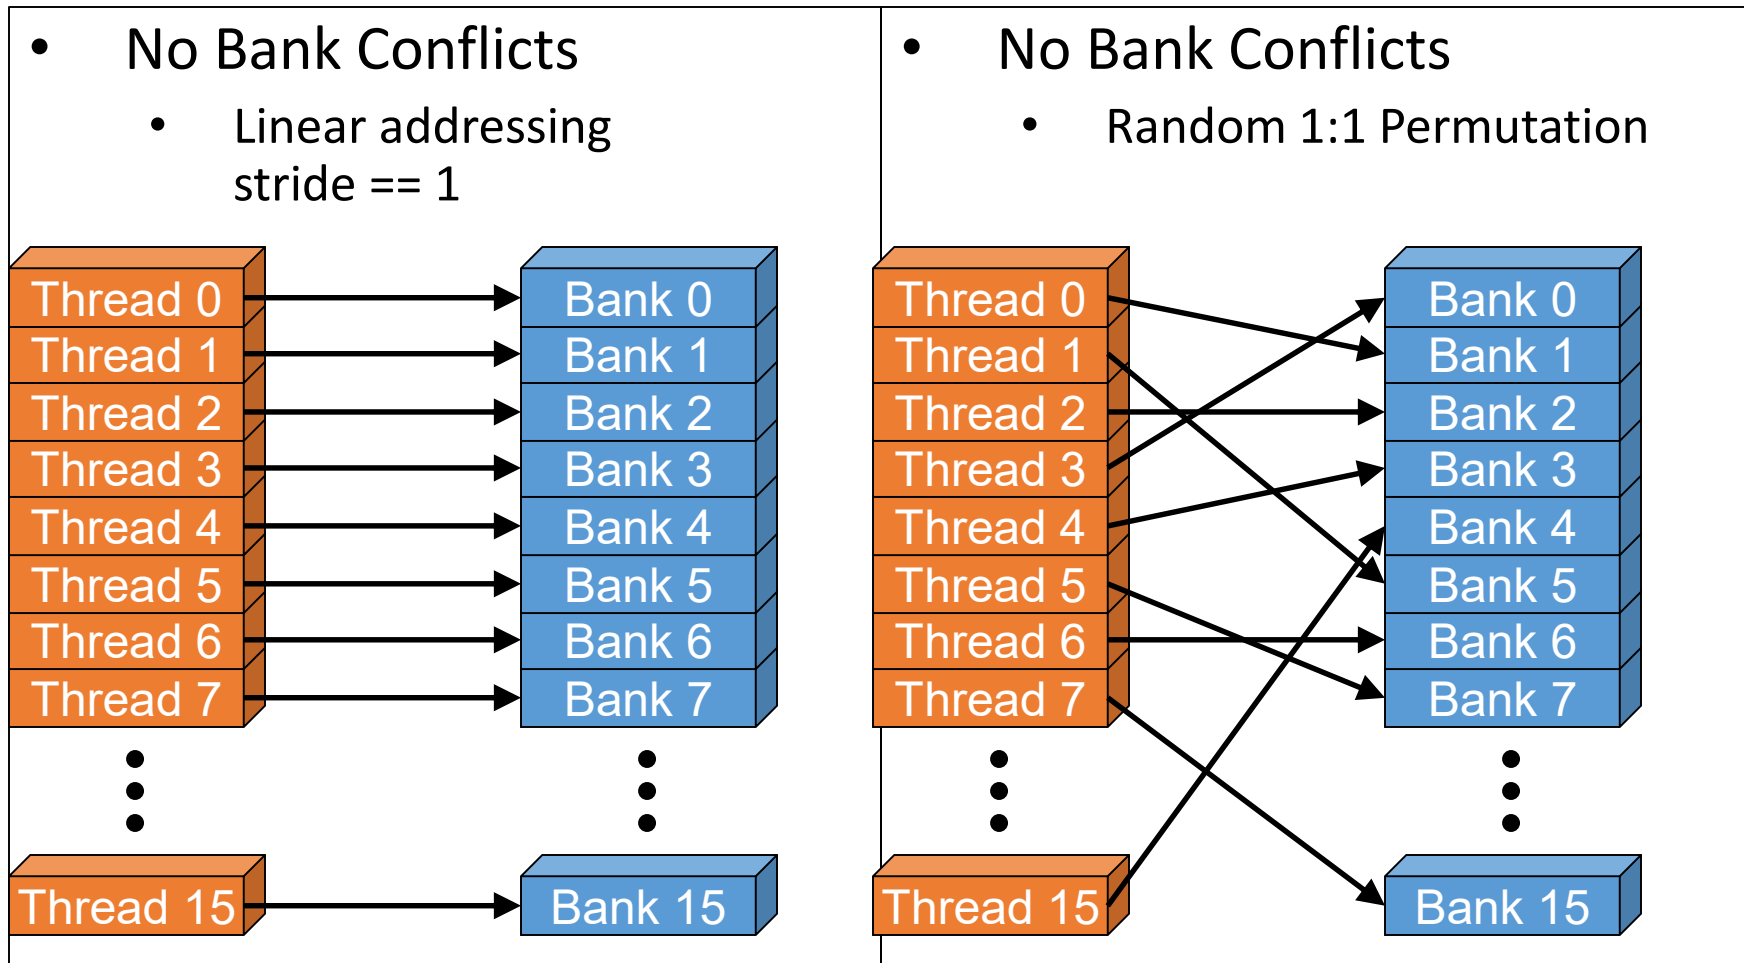 • No Bank Conflicts
• Linear addressing
stride == 1
Thread 0
Thread 1
Thread 2
Thread 3
Thread 4
Thread 5
Thread 6
Thread 7
Thread 15
Bank 0
Bank 1
Bank 2
Bank 3
Bank 4
Bank 5
Bank 6
Bank 7
Bank 15
• No Bank Conflicts
• Random 1:1 Permutation
Thread 0
Thread 1
Thread 2
Thread 3
Thread 4
Thread 5
Thread 6
Thread 7
Thread 15
Bank 0
Bank 1
Bank 2
Bank 3
Bank 4
Bank 5
Bank 6
Bank 7
Bank 15